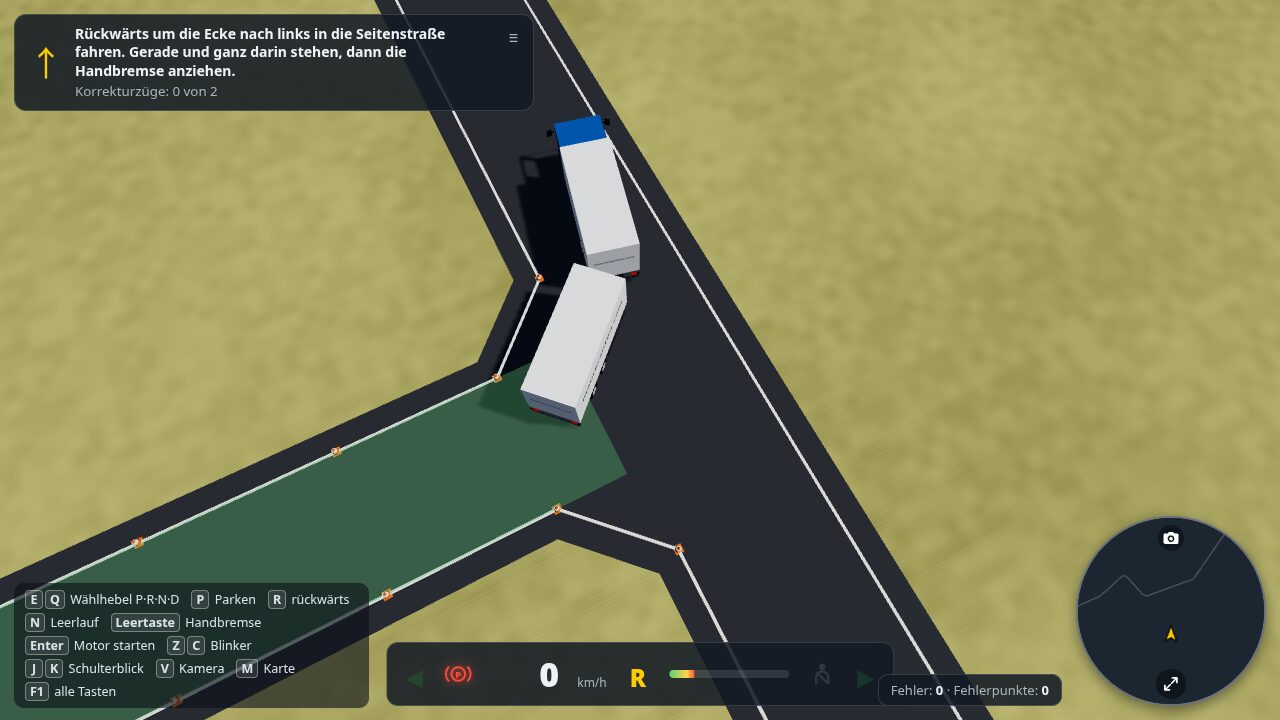 Rückwärts um die Ecke nach links in die Seitenstraße
fahren. Gerade und ganz darin stehen, dann die
Handbremse anziehen.
Korrekturzüge: 0 von 2
E Q Wählhebel P·R·N·D P Parken R rückwärts
N Leerlauf Leertaste Handbremse
Enter Motor starten Z C Blinker
J K Schulterblick V Kamera M Karte
F1 alle Tasten
P 0 km/h R
Fehler: 0 · Fehlerpunkte: 0